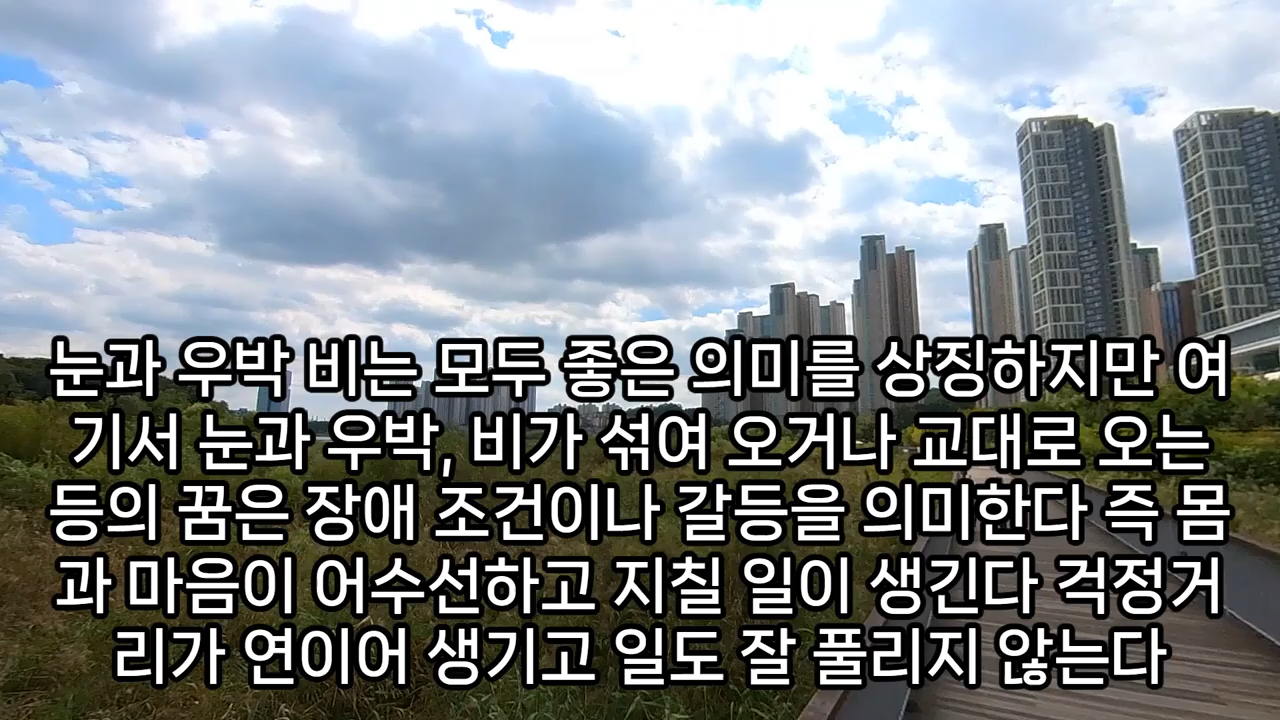 눈과 우박 비는 모두 좋은 의미를 상징하지만 여
기서 눈과 우박, 비가 섞여 오거나 교대로 오는
등의 꿈은 장애 조건이나 갈등을 의미한다 즉 몸
과 마음이 어수선하고 지칠 일이 생긴다 걱정거
리가 연이어 생기고 일도 잘 풀리지 않는다